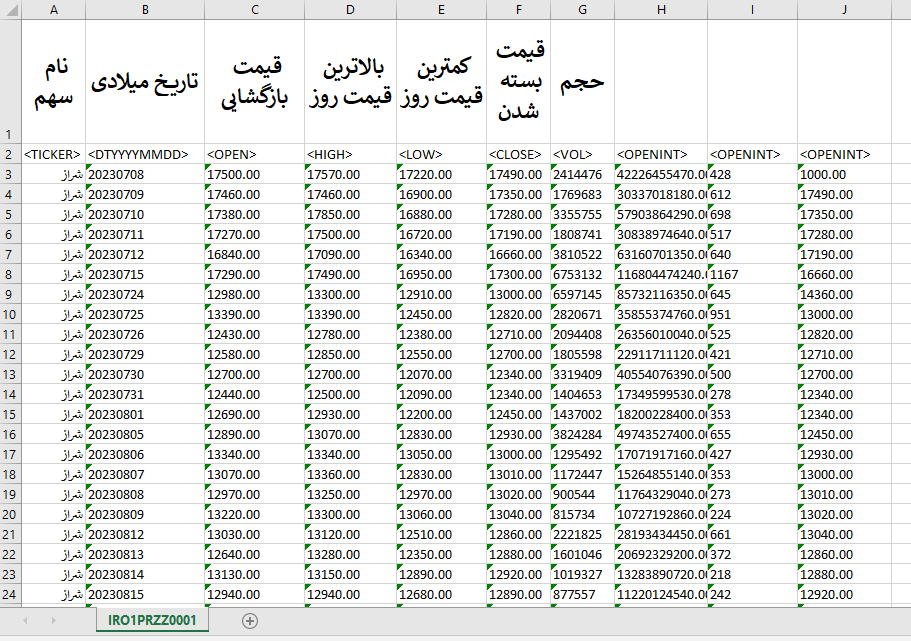 A B C D E F G H I J
1 نام سهم تاریخ میلادی قیمت بازگشایی بالاترین قیمت روز کمترین قیمت روز قیمت بسته شدن حجم
2 <TICKER> <DTYYYYMMDD> <OPEN> <HIGH> <LOW> <CLOSE> <VOL> <OPENINT> <OPENINT> <OPENINT>
3 شراز 20230708 17500.00 17570.00 17220.00 17490.00 2414476 42226455470.0 428 1000.00
4 شراز 20230709 17460.00 17460.00 16900.00 17350.00 1769683 30337018180.0 612 17490.00
5 شراز 20230710 17380.00 17850.00 16880.00 17280.00 3355755 57903864290.0 698 17350.00
6 شراز 20230711 17270.00 17500.00 16720.00 17190.00 1808741 30838974640.0 517 17280.00
7 شراز 20230712 16840.00 17090.00 16340.00 16660.00 3810522 63160701350.0 640 17190.00
8 شراز 20230715 17290.00 17490.00 16950.00 17300.00 6753132 116804474240. 1167 16660.00
9 شراز 20230724 12980.00 13300.00 12910.00 13000.00 6597145 85732116350.0 645 14360.00
10 شراز 20230725 13390.00 13390.00 12450.00 12820.00 2820671 35855374760.0 951 13000.00
11 شراز 20230726 12430.00 12780.00 12380.00 12710.00 2094408 26356010040.0 525 12820.00
12 شراز 20230729 12580.00 12850.00 12550.00 12700.00 1805598 22911711120.0 421 12710.00
13 شراز 20230730 12700.00 12700.00 12070.00 12340.00 3319409 40554076390.0 500 12700.00
14 شراز 20230731 12440.00 12500.00 12090.00 12340.00 1404653 17349599530.0 278 12340.00
15 شراز 20230801 12690.00 12930.00 12200.00 12450.00 1437002 18200228400.0 353 12340.00
16 شراز 20230805 12890.00 13070.00 12830.00 12930.00 3824284 49743527400.0 655 12450.00
17 شراز 20230806 13340.00 13340.00 13050.00 13000.00 1295492 17071917160.0 427 12930.00
18 شراز 20230807 13070.00 13360.00 12830.00 13010.00 1172447 15264855140.0 353 13000.00
19 شراز 20230808 12970.00 13250.00 12970.00 13020.00 900544 11764329040.0 273 13010.00
20 شراز 20230809 13220.00 13300.00 13060.00 13040.00 815734 10727192860.0 224 13020.00
21 شراز 20230812 13030.00 13120.00 12510.00 12860.00 2221825 28193434450.0 661 13040.00
22 شراز 20230813 12640.00 13280.00 12350.00 12880.00 1601046 20692329200.0 372 12860.00
23 شراز 20230814 13130.00 13150.00 12890.00 12920.00 1019327 13283890720.0 218 12880.00
24 شراز 20230815 12940.00 12940.00 12680.00 12890.00 877557 11220124540.0 242 12920.00
IRO1PRZZ0001